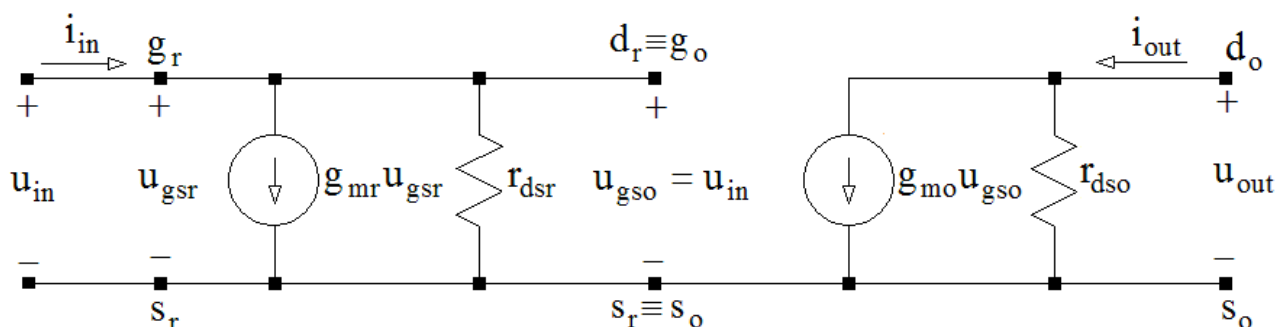 i_in g_r d_r≡g_o i_out d_o
+ + + +
u_in u_gsr g_mr u_gsr r_dsr u_gso = u_in g_mo u_gso r_dso u_out
− − − −
s_r s_r≡s_o s_o